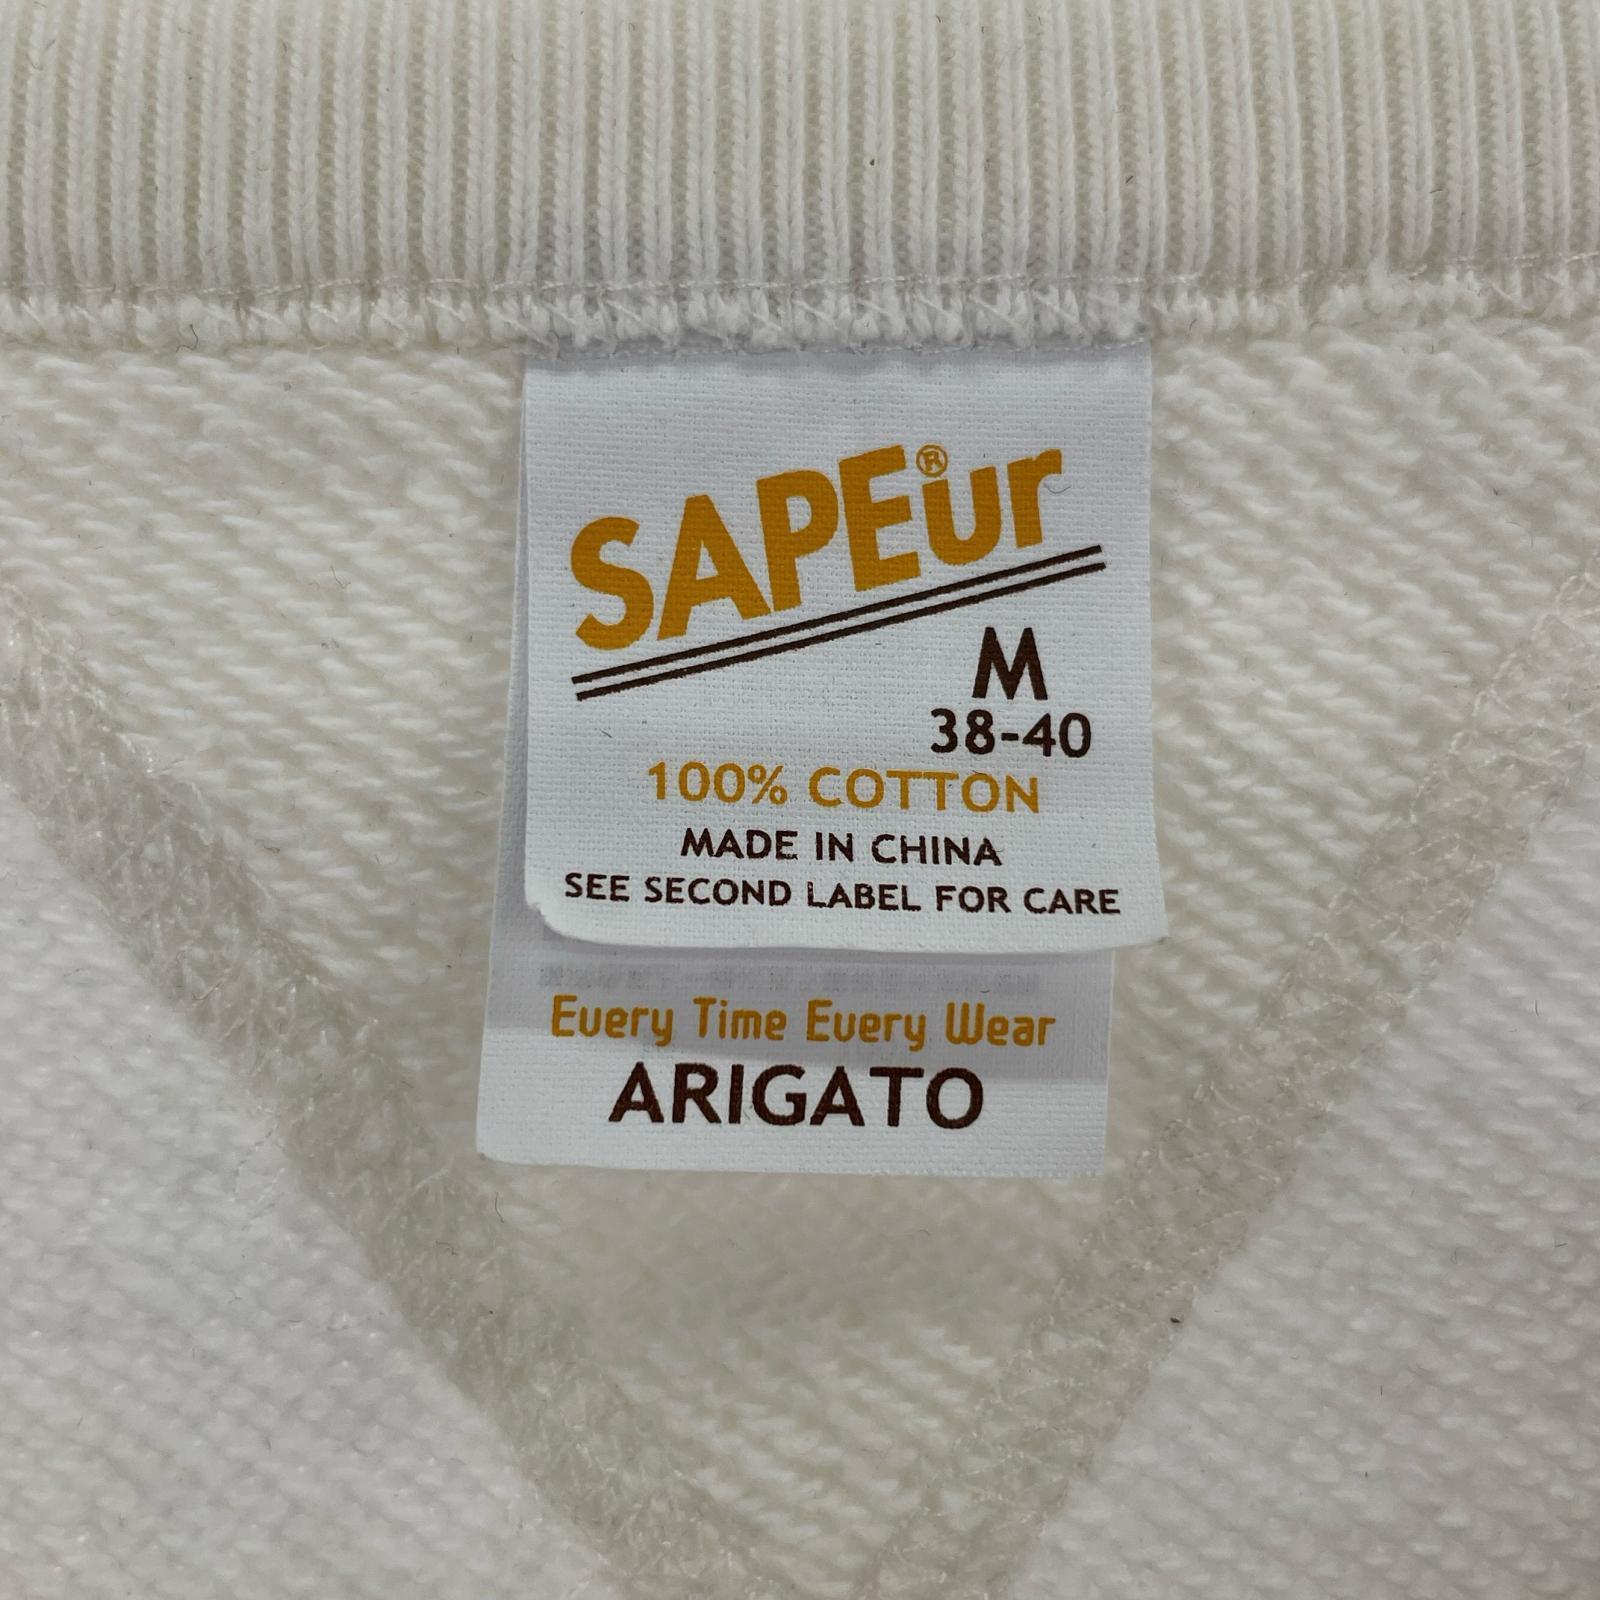 SAPEur®
M
38-40
100% COTTON
MADE IN CHINA
SEE SECOND LABEL FOR CARE
Every Time Every Wear
ARIGATO